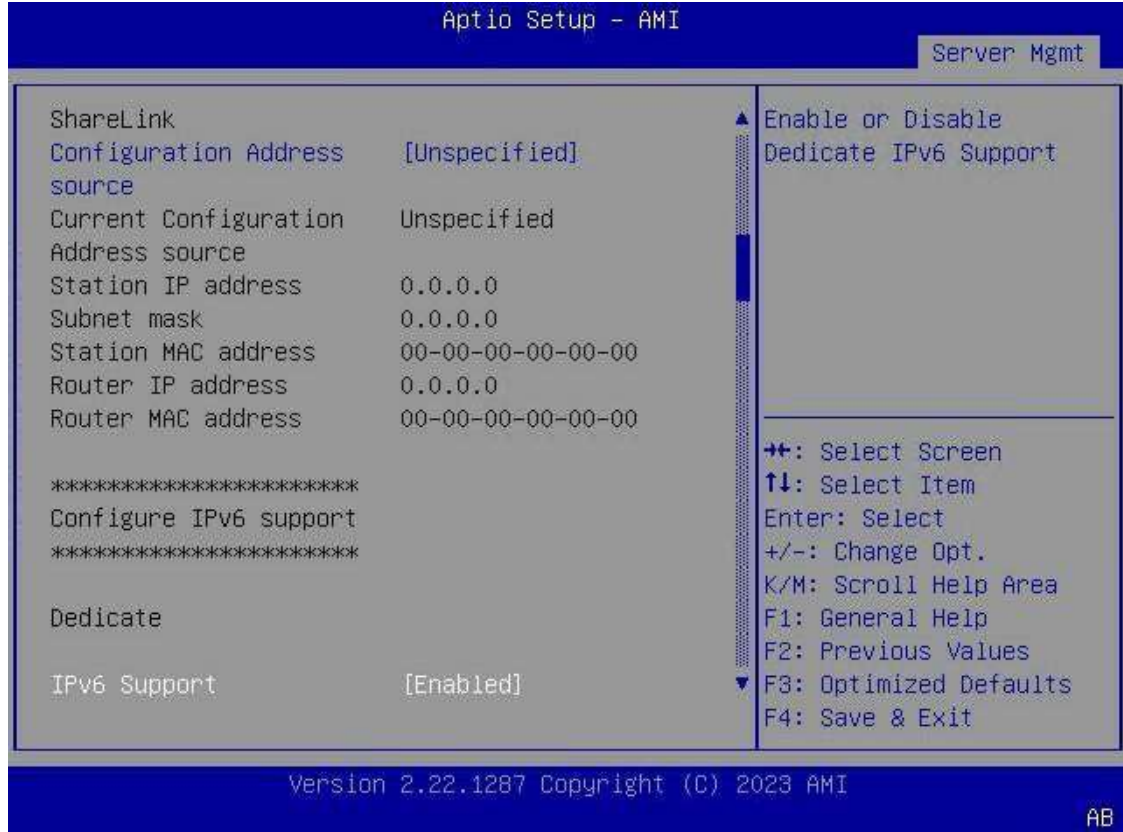 Aptio Setup – AMI
Server Mgmt
ShareLink
Configuration Address [Unspecified]
source
Current Configuration Unspecified
Address source
Station IP address 0.0.0.0
Subnet mask 0.0.0.0
Station MAC address 00-00-00-00-00-00
Router IP address 0.0.0.0
Router MAC address 00-00-00-00-00-00
***********************
Configure IPv6 support
***********************
Dedicate
IPv6 Support [Enabled]
Enable or Disable
Dedicate IPv6 Support
→←: Select Screen
↑↓: Select Item
Enter: Select
+/-: Change Opt.
K/M: Scroll Help Area
F1: General Help
F2: Previous Values
F3: Optimized Defaults
F4: Save & Exit
Version 2.22.1287 Copyright (C) 2023 AMI
AB